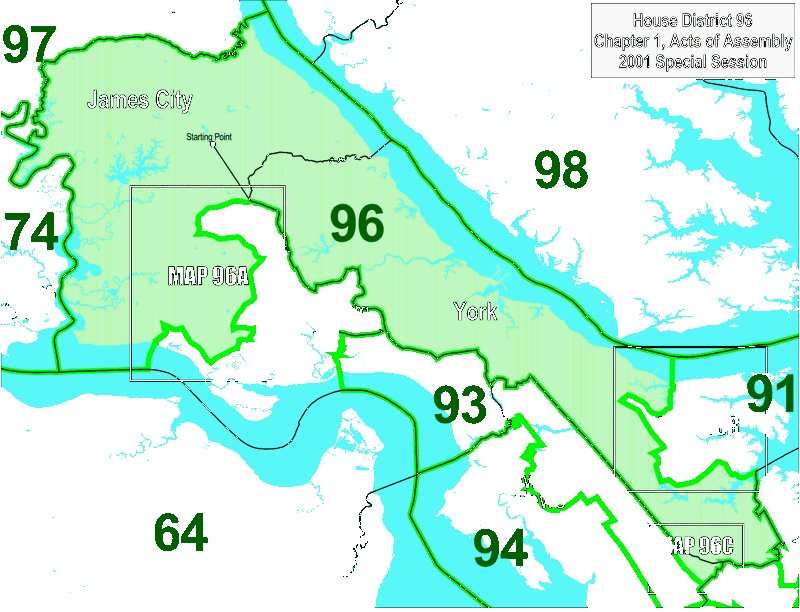 House District 96
Chapter 1, Acts of Assembly
2001 Special Session
97
James City
Starting Point
98
74
96
MAP 96A
York
93
91
64
94
AP 96C